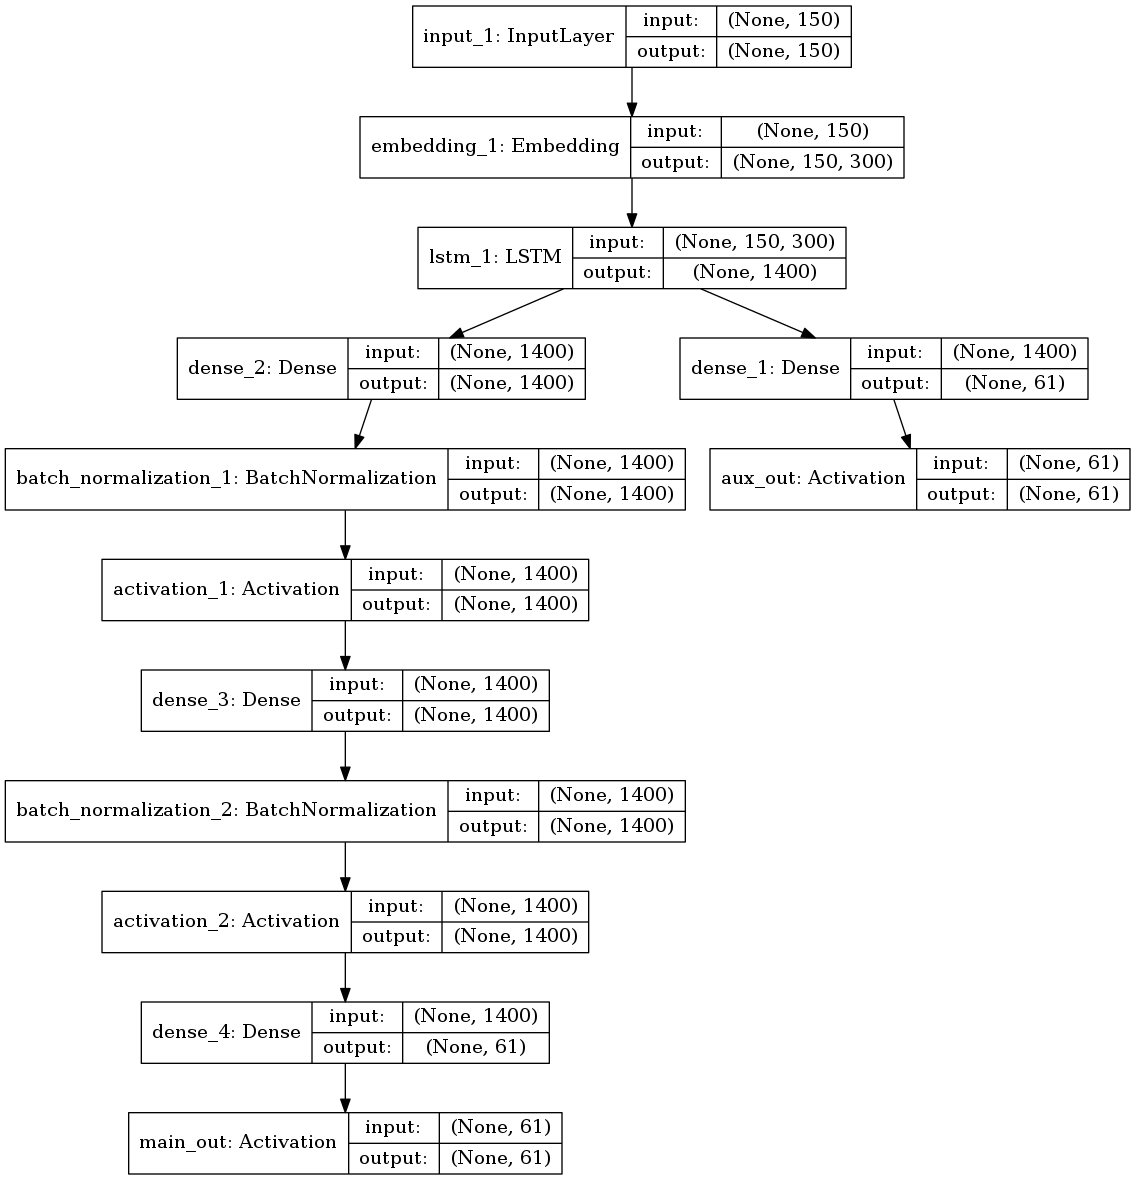 input_1: InputLayer
input: (None, 150)
output: (None, 150)
embedding_1: Embedding
input: (None, 150)
output: (None, 150, 300)
lstm_1: LSTM
input: (None, 150, 300)
output: (None, 1400)
dense_2: Dense
input: (None, 1400)
output: (None, 1400)
dense_1: Dense
input: (None, 1400)
output: (None, 61)
batch_normalization_1: BatchNormalization
input: (None, 1400)
output: (None, 1400)
aux_out: Activation
input: (None, 61)
output: (None, 61)
activation_1: Activation
input: (None, 1400)
output: (None, 1400)
dense_3: Dense
input: (None, 1400)
output: (None, 1400)
batch_normalization_2: BatchNormalization
input: (None, 1400)
output: (None, 1400)
activation_2: Activation
input: (None, 1400)
output: (None, 1400)
dense_4: Dense
input: (None, 1400)
output: (None, 61)
main_out: Activation
input: (None, 61)
output: (None, 61)